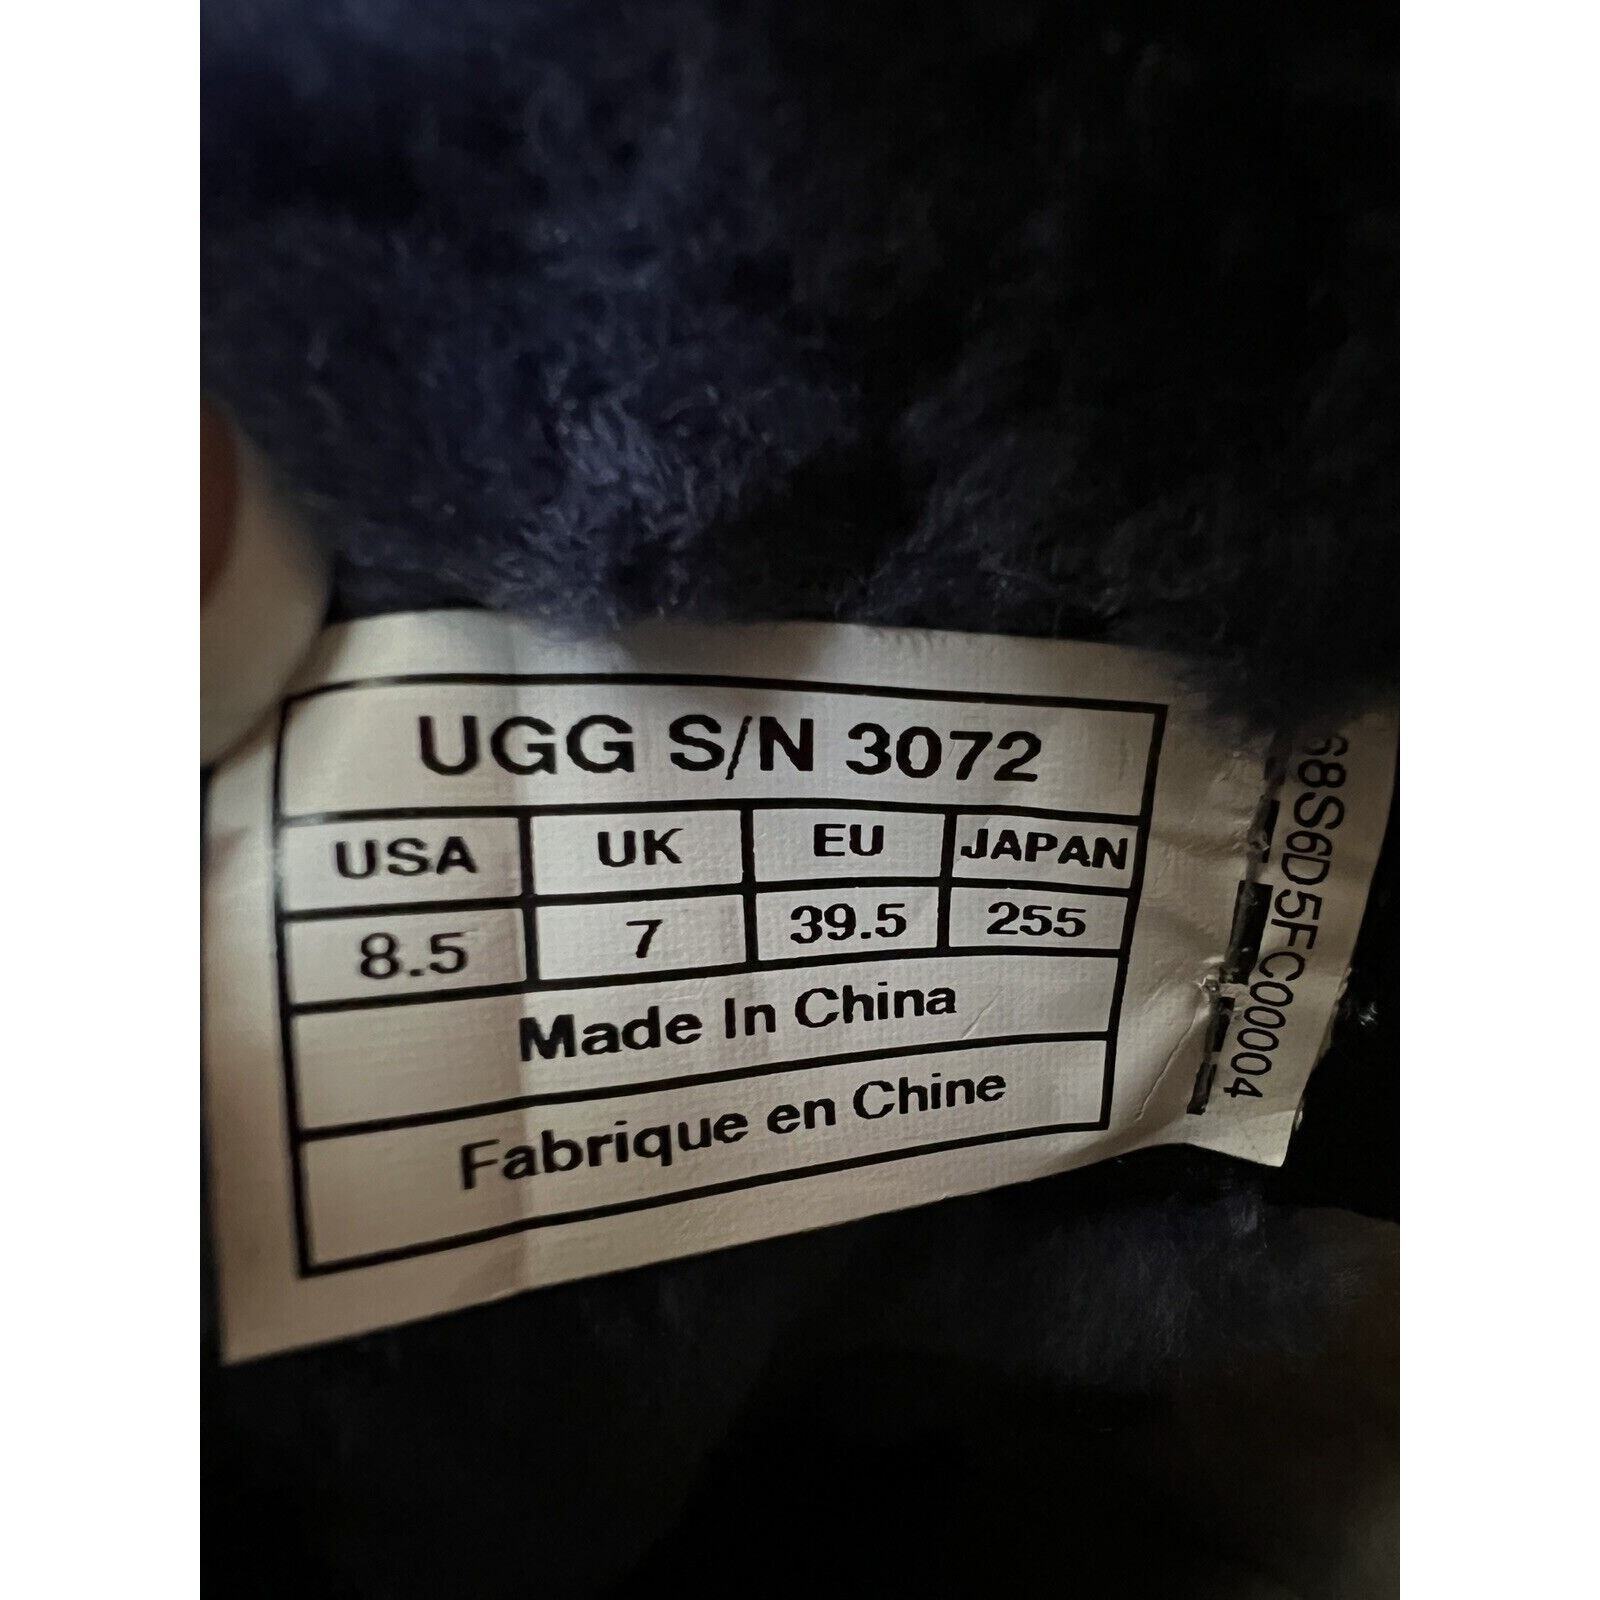 UGG S/N 3072
USA UK EU JAPAN
8.5 7 39.5 255
Made In China
Fabrique en Chine
68S6D5FC00004